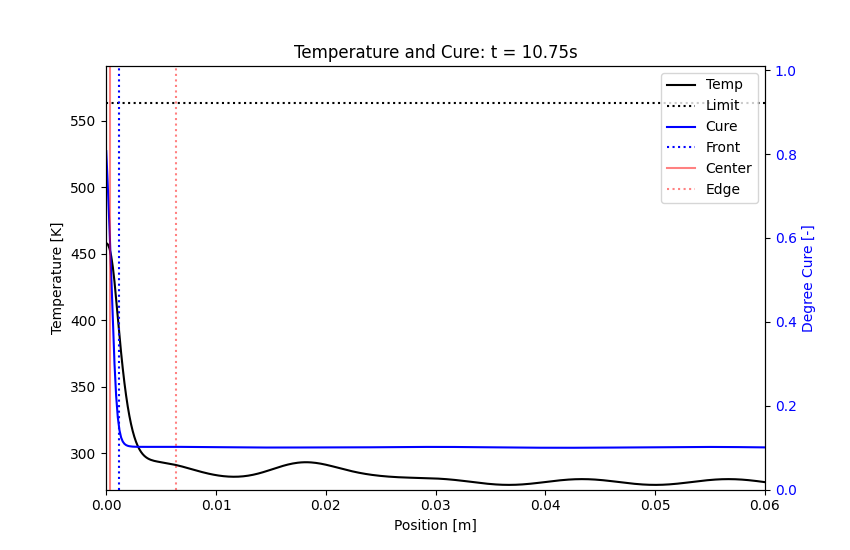 Temperature and Cure: t = 10.75s
Temperature [K]
550
500
450
400
350
300
Temp
Limit
Cure
Front
Center
Edge
1.0
0.8
0.6
0.4
0.2
0.0
Degree Cure [-]
0.00
0.01
0.02
0.03
0.04
0.05
0.06
Position [m]